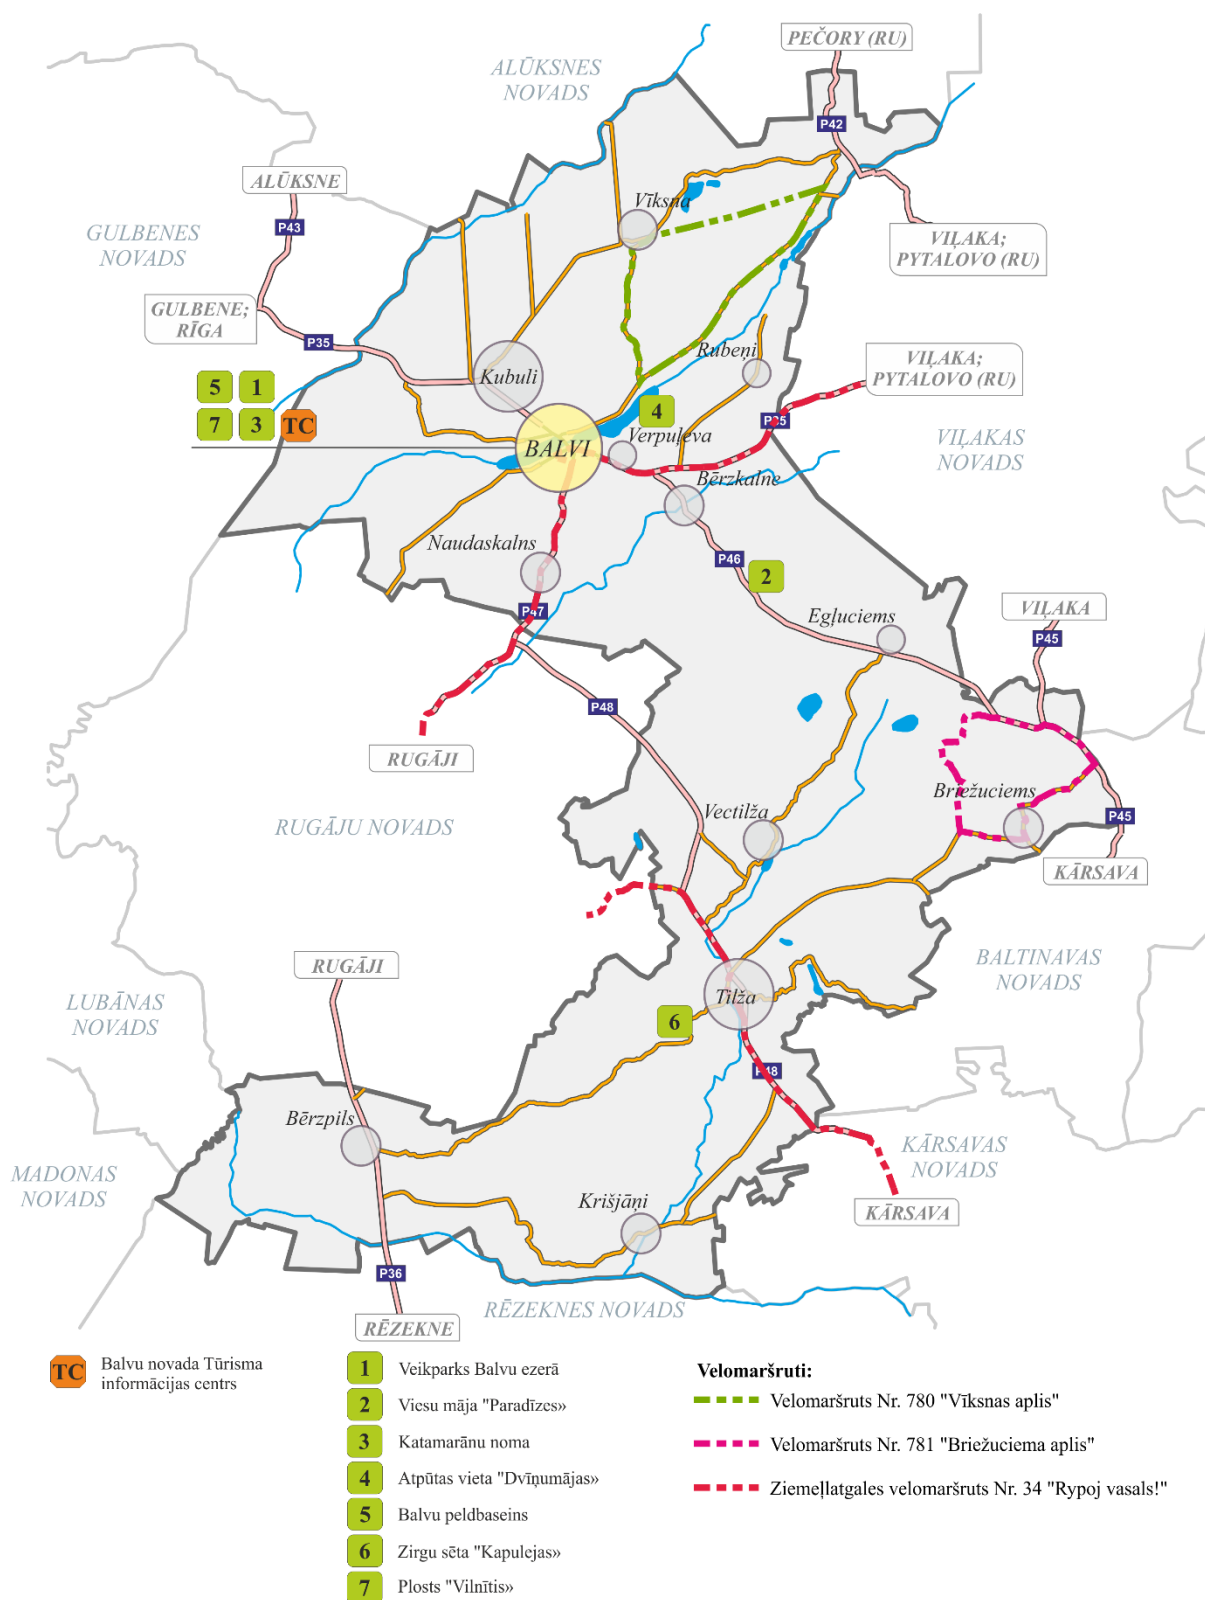 PEČORY (RU)
ALŪKSNES
NOVADS
P42
ALŪKSNE
Vīksna
P43
GULBENES
NOVADS
VIĻAKA;
PYTALOVO (RU)
GULBENE;
RĪGA
P35
Rubeņi
VIĻAKA;
PYTALOVO (RU)
Kubuli
5
1
7
3
TC
4
P35
Verpuļeva
BALVI
VIĻAKAS
NOVADS
Bērzkalne
Naudaskalns
P46
2
P47
Egļuciems
VIĻAKA
P45
P48
RUGĀJI
Briežuciems
Vectilža
P45
RUGĀJU NOVADS
KĀRSAVA
RUGĀJI
BALTINAVAS
NOVADS
LUBĀNAS
NOVADS
Tilža
6
P48
Bērzpils
KĀRSAVAS
NOVADS
MADONAS
NOVADS
Krišjāņi
KĀRSAVA
P36
RĒZEKNES NOVADS
RĒZEKNE
TC
Balvu novada Tūrisma
informācijas centrs
1 Veikparks Balvu ezerā
2 Viesu māja "Paradīzes»
3 Katamarānu noma
4 Atpūtas vieta "Dvīņumājas»
5 Balvu peldbaseins
6 Zirgu sēta "Kapulejas»
7 Plosts "Vilnītis»
Velomaršruti:
Velomaršruts Nr. 780 "Vīksnas aplis"
Velomaršruts Nr. 781 "Briežuciema aplis"
Ziemeļlatgales velomaršruts Nr. 34 "Rypoj vasals!"